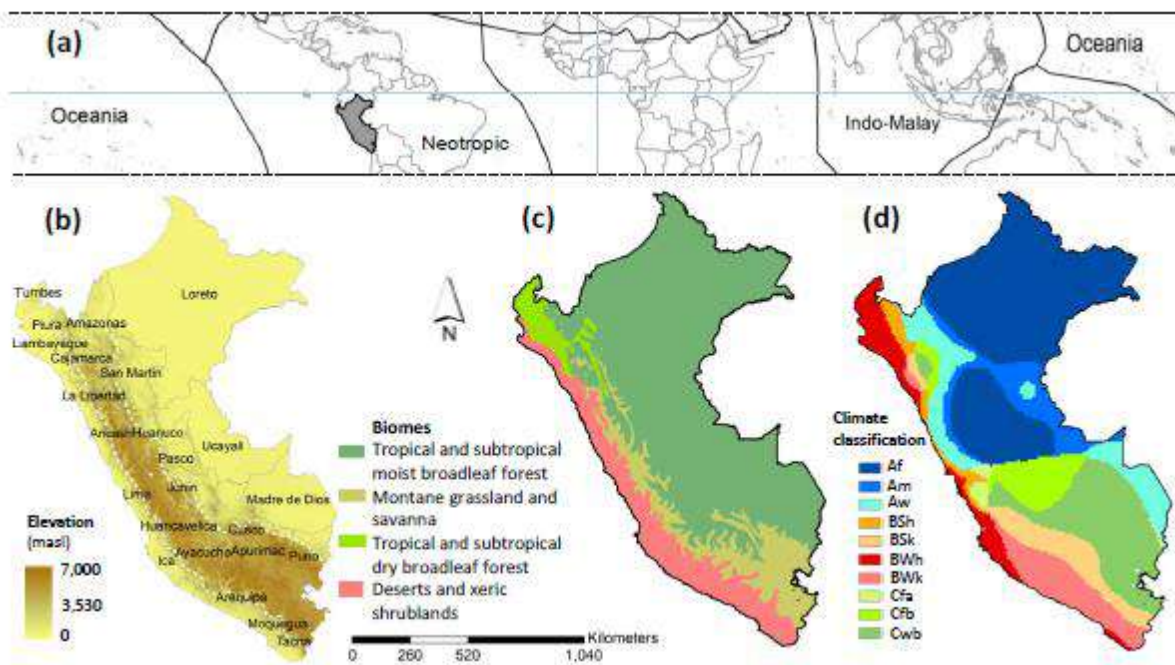 (a)
Oceania
Neotropic
Indo-Malay
Oceania
(b)
Tumbes
Piura
Amazonas
Loreto
Lambayeque
Cajamarca
San Martin
La Libertad
Ancash
Huanuco
Ucayali
Pasco
Junin
Lima
Madre de Dios
Huancavelica
Cusco
Ayacucho
Apurimac
Puno
Ica
Arequipa
Moquegua
Tacna
Elevation
(masl)
7,000
3,530
0
N
(c)
Biomes
Tropical and subtropical
moist broadleaf forest
Montane grassland and
savanna
Tropical and subtropical
dry broadleaf forest
Deserts and xeric
shrublands
Kilometers
0 260 520 1,040
(d)
Climate
classification
Af
Am
Aw
BSh
BSk
BWh
BWk
Cfa
Cfb
Cwb